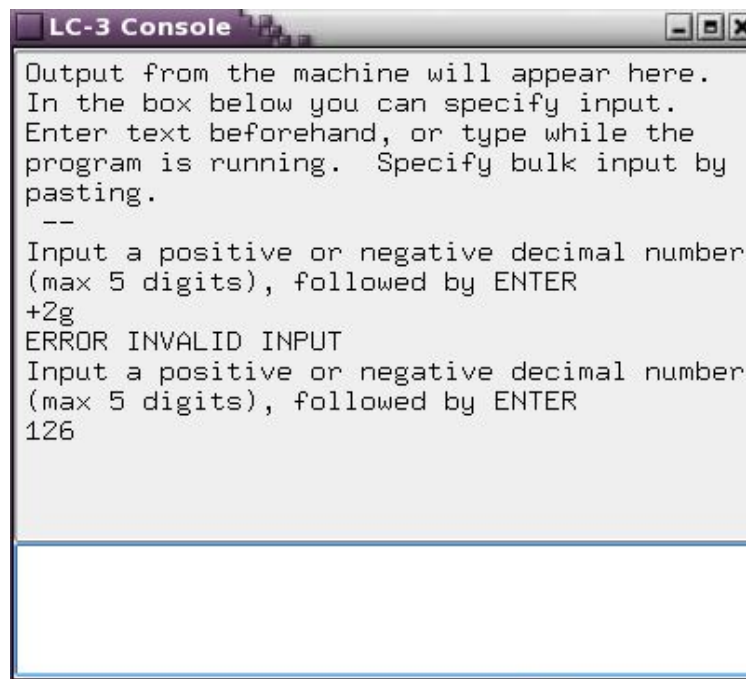 LC-3 Console
Output from the machine will appear here.
In the box below you can specify input.
Enter text beforehand, or type while the
program is running.  Specify bulk input by
pasting.
--
Input a positive or negative decimal number
(max 5 digits), followed by ENTER
+2g
ERROR INVALID INPUT
Input a positive or negative decimal number
(max 5 digits), followed by ENTER
126